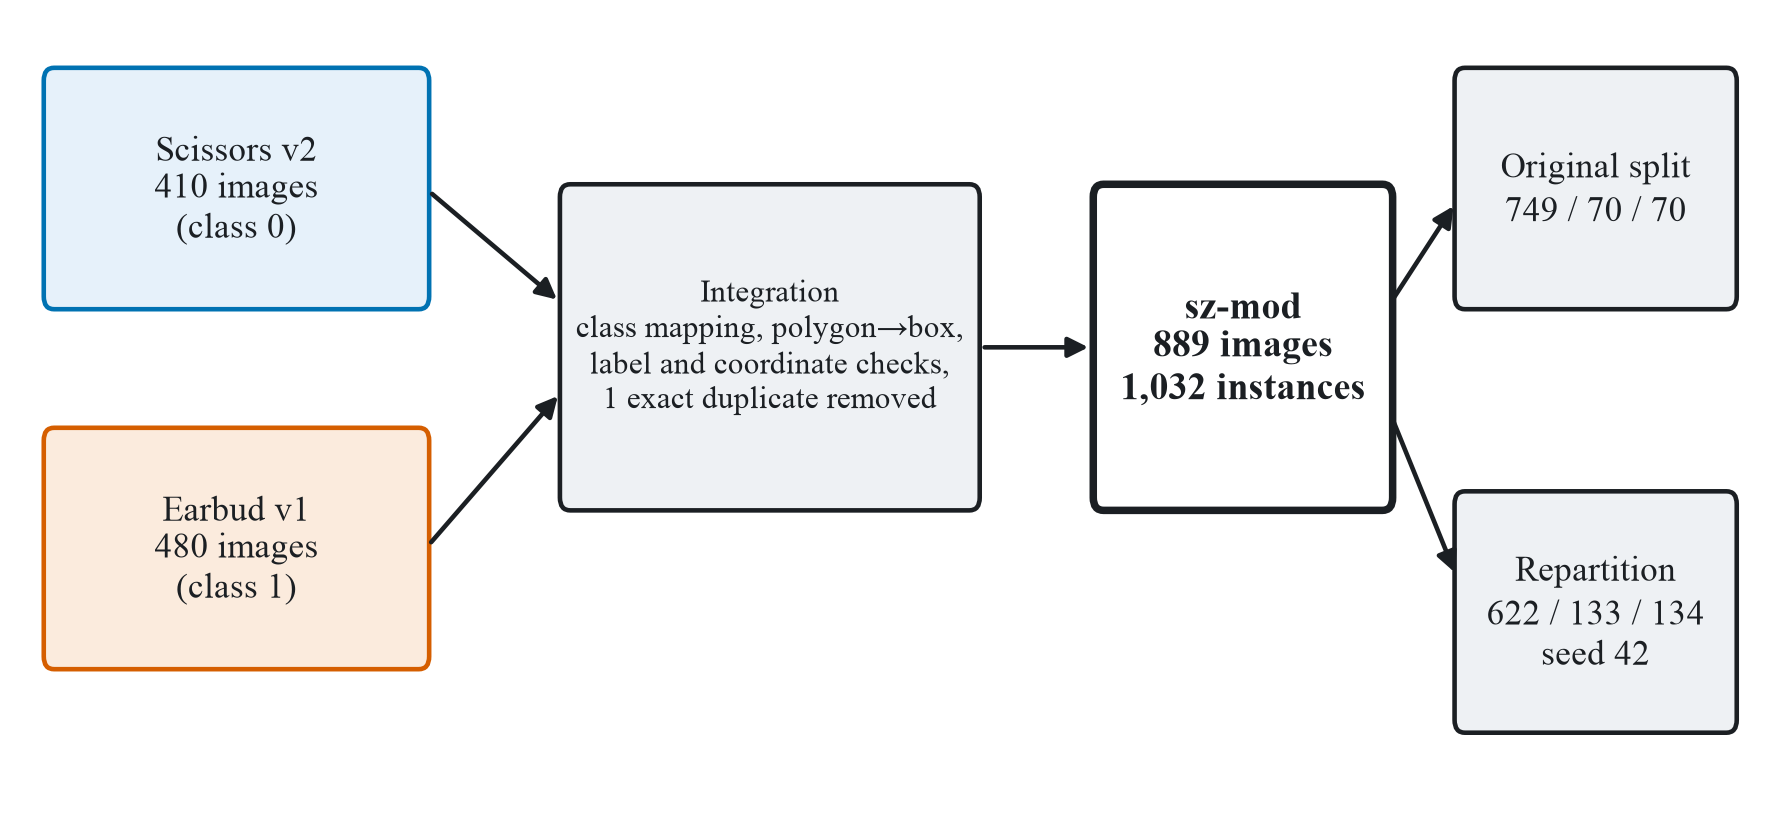 Scissors v2
410 images
(class 0)
Earbud v1
480 images
(class 1)
Integration
class mapping, polygon→box,
label and coordinate checks,
1 exact duplicate removed
sz-mod
889 images
1,032 instances
Original split
749 / 70 / 70
Repartition
622 / 133 / 134
seed 42